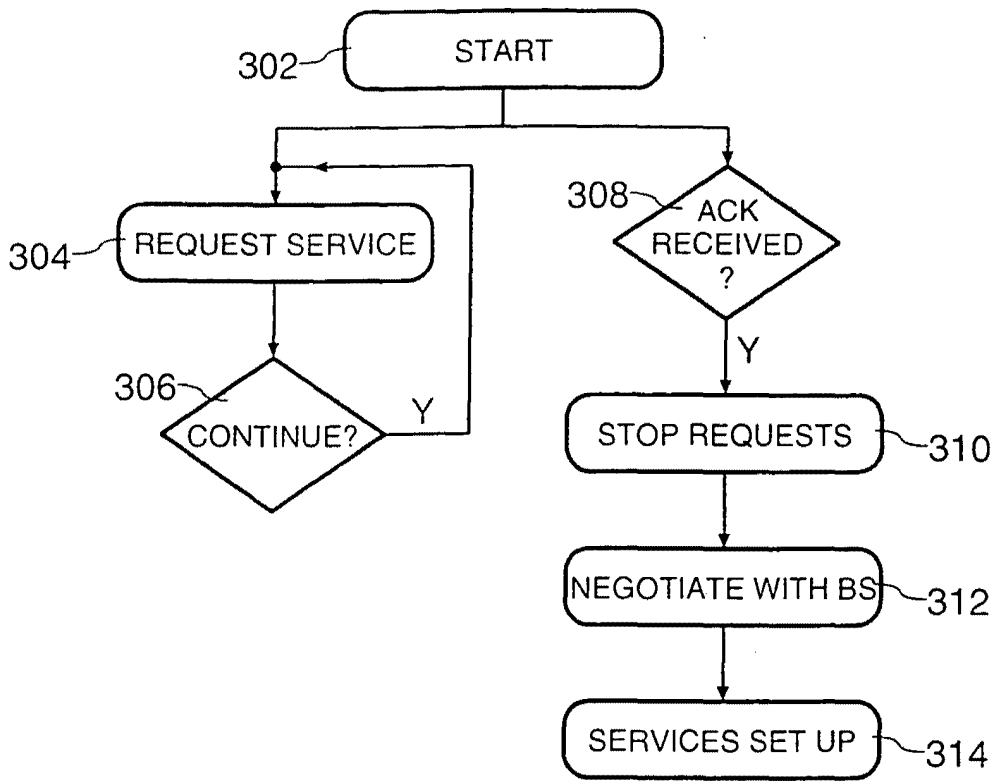 302
START
308
ACK
RECEIVED
?
304
REQUEST SERVICE
Y
306
CONTINUE?
Y
STOP REQUESTS
310
NEGOTIATE WITH BS
312
SERVICES SET UP
314